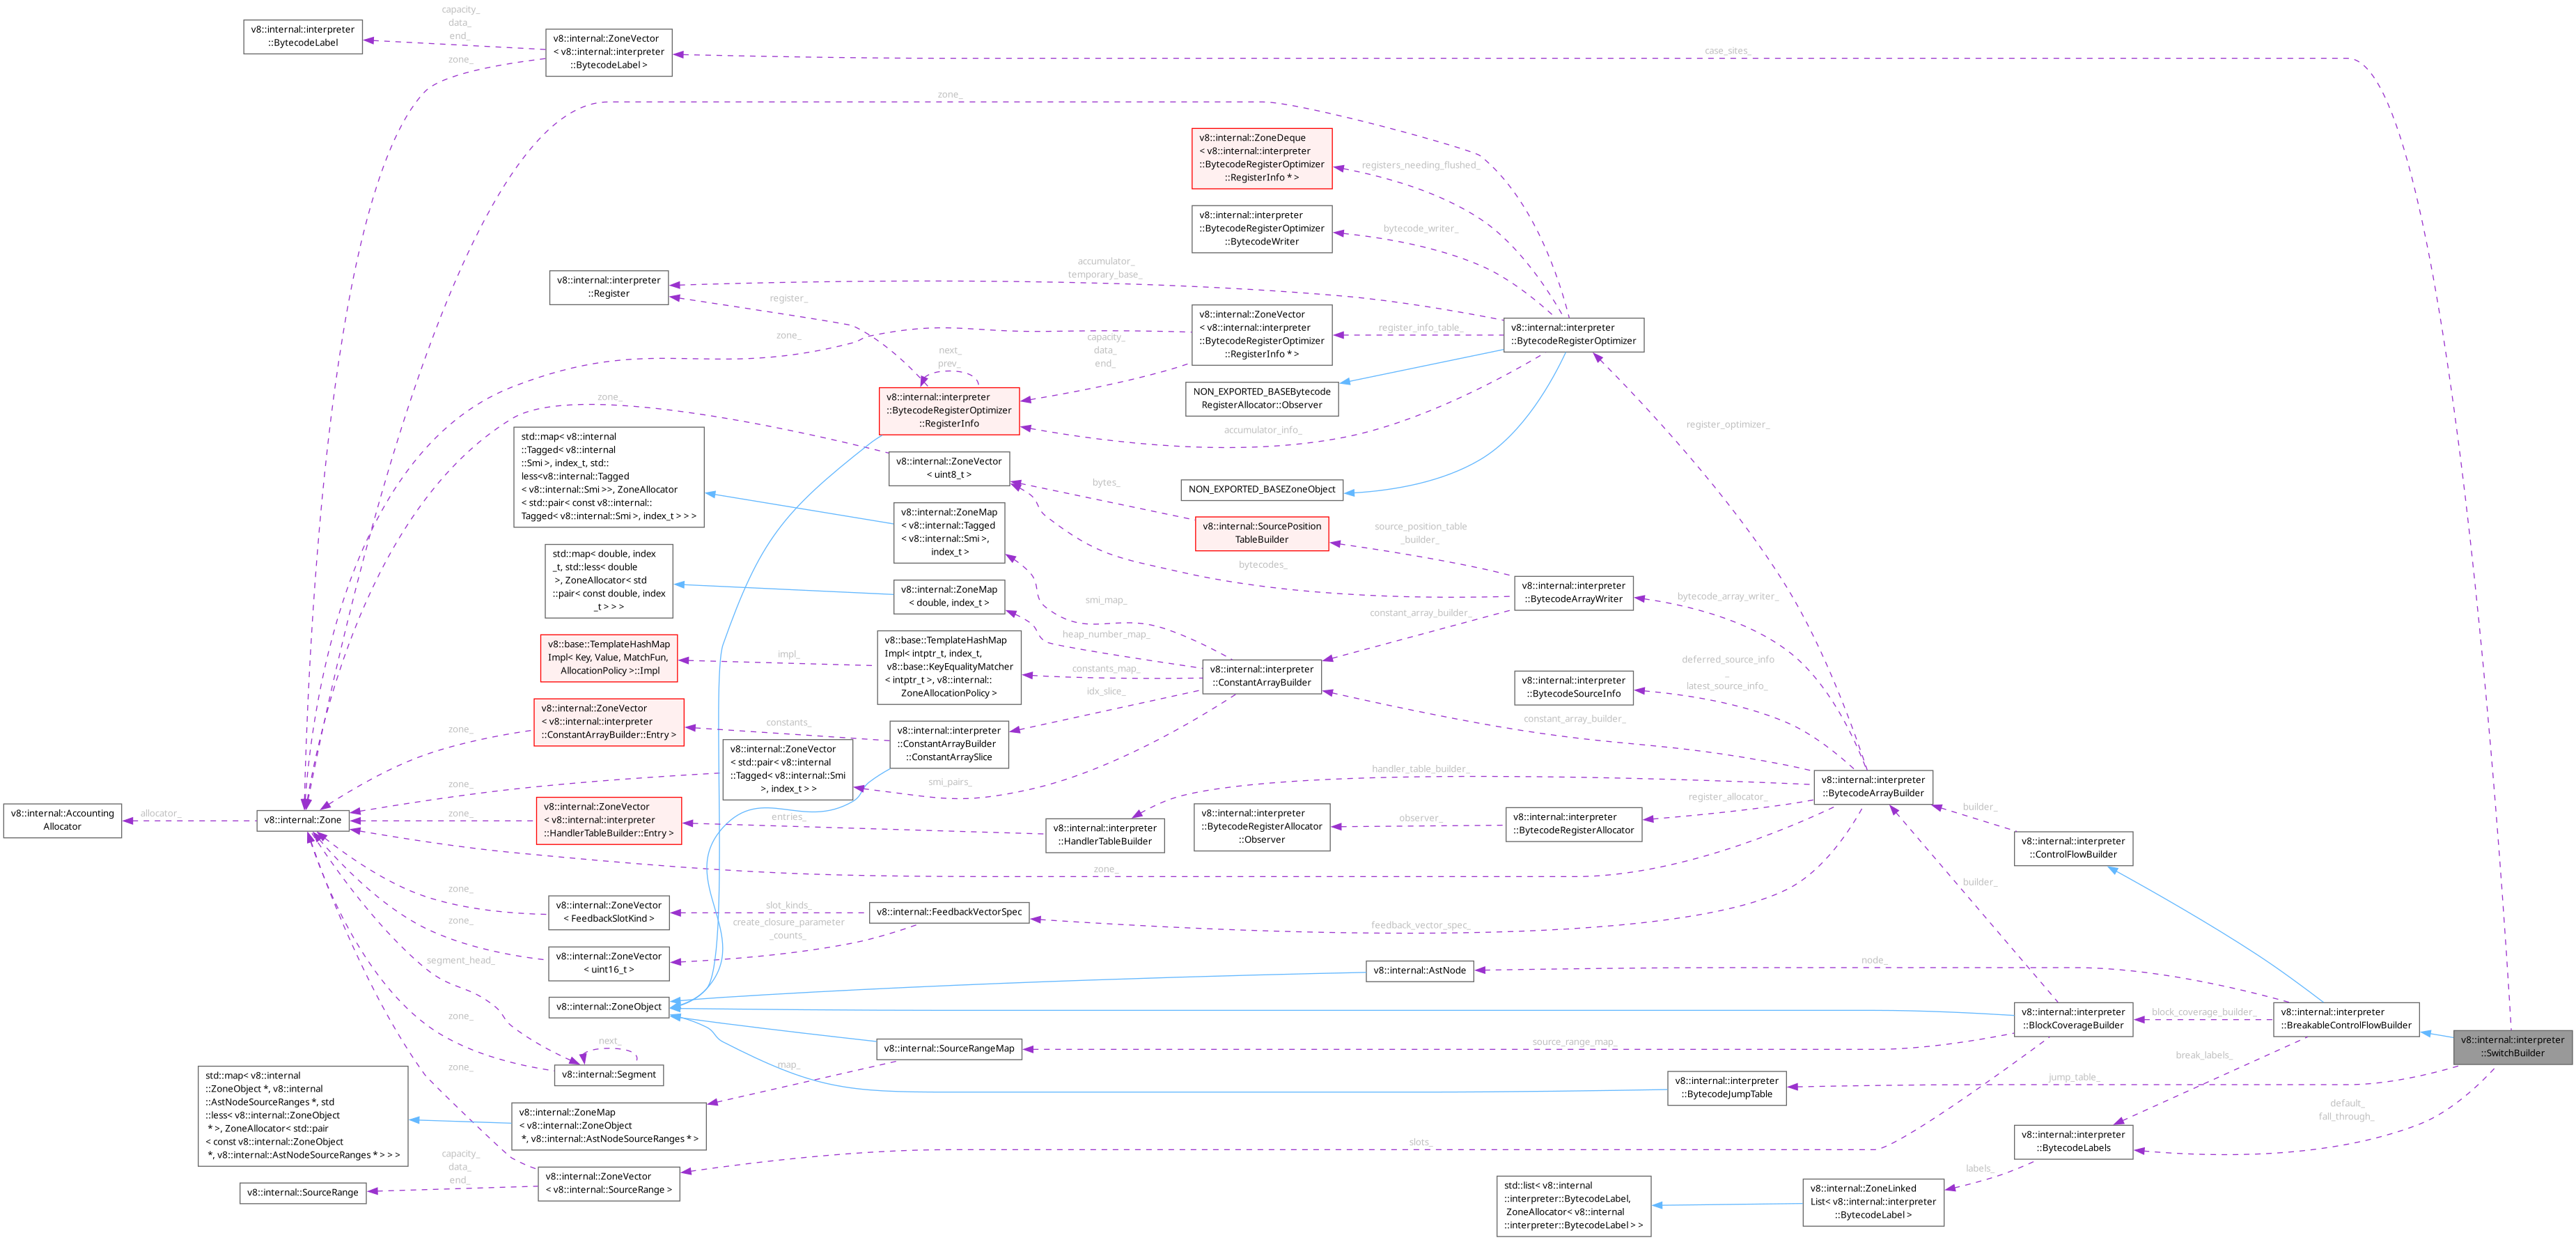 capacity_
data_
end_
v8::internal::interpreter
::BytecodeLabel
v8::internal::ZoneVector
< v8::internal::interpreter
::BytecodeLabel >
case_sites_
zone_
zone_
v8::internal::ZoneDeque
< v8::internal::interpreter
::BytecodeRegisterOptimizer
::RegisterInfo * >
registers_needing_flushed_
v8::internal::interpreter
::BytecodeRegisterOptimizer
::BytecodeWriter
bytecode_writer_
accumulator_
temporary_base_
v8::internal::interpreter
::Register
register_
v8::internal::ZoneVector
< v8::internal::interpreter
::BytecodeRegisterOptimizer
::RegisterInfo * >
register_info_table_
v8::internal::interpreter
::BytecodeRegisterOptimizer
zone_
capacity_
data_
end_
next_
prev_
NON_EXPORTED_BASEBytecode
RegisterAllocator::Observer
v8::internal::interpreter
::BytecodeRegisterOptimizer
::RegisterInfo
zone_
accumulator_info_
register_optimizer_
std::map< v8::internal
::Tagged< v8::internal
::Smi >, index_t, std::
less<v8::internal::Tagged
< v8::internal::Smi >>, ZoneAllocator
< std::pair< const v8::internal::
Tagged< v8::internal::Smi >, index_t > > >
v8::internal::ZoneVector
< uint8_t >
bytes_
NON_EXPORTED_BASEZoneObject
v8::internal::ZoneMap
< v8::internal::Tagged
< v8::internal::Smi >,
index_t >
v8::internal::SourcePosition
TableBuilder
source_position_table
_builder_
bytecodes_
std::map< double, index
_t, std::less< double
>, ZoneAllocator< std
::pair< const double, index
_t > > >
v8::internal::ZoneMap
< double, index_t >
smi_map_
v8::internal::interpreter
::BytecodeArrayWriter
bytecode_array_writer_
constant_array_builder_
heap_number_map_
v8::base::TemplateHashMap
Impl< Key, Value, MatchFun,
AllocationPolicy >::Impl
impl_
v8::base::TemplateHashMap
Impl< intptr_t, index_t,
v8::base::KeyEqualityMatcher
< intptr_t >, v8::internal::
ZoneAllocationPolicy >
constants_map_
v8::internal::interpreter
::ConstantArrayBuilder
deferred_source_info
_
latest_source_info_
v8::internal::interpreter
::BytecodeSourceInfo
idx_slice_
v8::internal::ZoneVector
< v8::internal::interpreter
::ConstantArrayBuilder::Entry >
zone_
constants_
v8::internal::interpreter
::ConstantArrayBuilder
::ConstantArraySlice
constant_array_builder_
v8::internal::ZoneVector
< std::pair< v8::internal
::Tagged< v8::internal::Smi
>, index_t > >
zone_
smi_pairs_
handler_table_builder_
v8::internal::interpreter
::BytecodeArrayBuilder
v8::internal::Accounting
Allocator
allocator_
v8::internal::Zone
zone_
v8::internal::ZoneVector
< v8::internal::interpreter
::HandlerTableBuilder::Entry >
entries_
v8::internal::interpreter
::HandlerTableBuilder
v8::internal::interpreter
::BytecodeRegisterAllocator
::Observer
observer_
v8::internal::interpreter
::BytecodeRegisterAllocator
register_allocator_
builder_
v8::internal::interpreter
::ControlFlowBuilder
zone_
builder_
zone_
v8::internal::ZoneVector
< FeedbackSlotKind >
slot_kinds_
v8::internal::FeedbackVectorSpec
feedback_vector_spec_
create_closure_parameter
_counts_
zone_
v8::internal::ZoneVector
< uint16_t >
segment_head_
v8::internal::AstNode
node_
v8::internal::ZoneObject
v8::internal::interpreter
::BlockCoverageBuilder
block_coverage_builder_
v8::internal::interpreter
::BreakableControlFlowBuilder
v8::internal::interpreter
::SwitchBuilder
zone_
next_
v8::internal::Segment
v8::internal::SourceRangeMap
source_range_map_
map_
break_labels_
zone_
v8::internal::interpreter
::BytecodeJumpTable
jump_table_
std::map< v8::internal
::ZoneObject *, v8::internal
::AstNodeSourceRanges *, std
::less< v8::internal::ZoneObject
* >, ZoneAllocator< std::pair
< const v8::internal::ZoneObject
*, v8::internal::AstNodeSourceRanges * > > >
v8::internal::ZoneMap
< v8::internal::ZoneObject
*, v8::internal::AstNodeSourceRanges * >
default_
fall_through_
v8::internal::interpreter
::BytecodeLabels
slots_
capacity_
data_
end_
v8::internal::SourceRange
v8::internal::ZoneVector
< v8::internal::SourceRange >
labels_
std::list< v8::internal
::interpreter::BytecodeLabel,
ZoneAllocator< v8::internal
::interpreter::BytecodeLabel > >
v8::internal::ZoneLinked
List< v8::internal::interpreter
::BytecodeLabel >